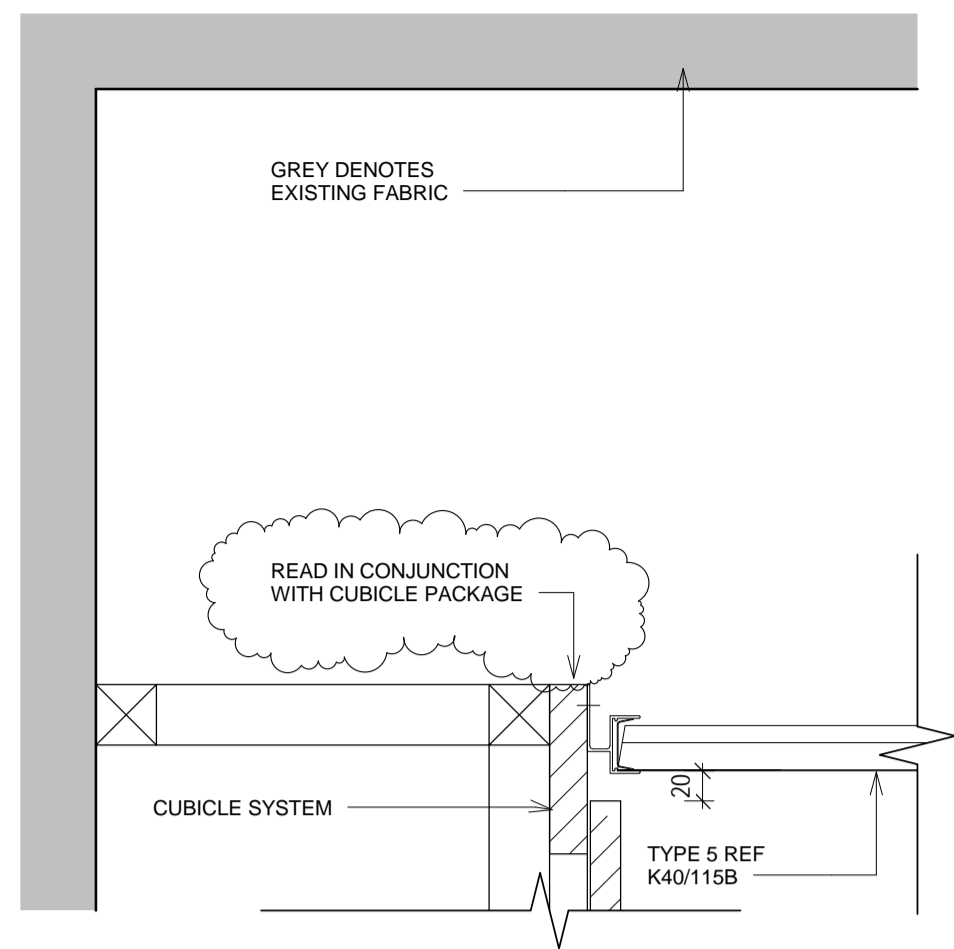 GREY DENOTES
EXISTING FABRIC
READ IN CONJUNCTION
WITH CUBICLE PACKAGE
CUBICLE SYSTEM
20
TYPE 5 REF
K40/115B